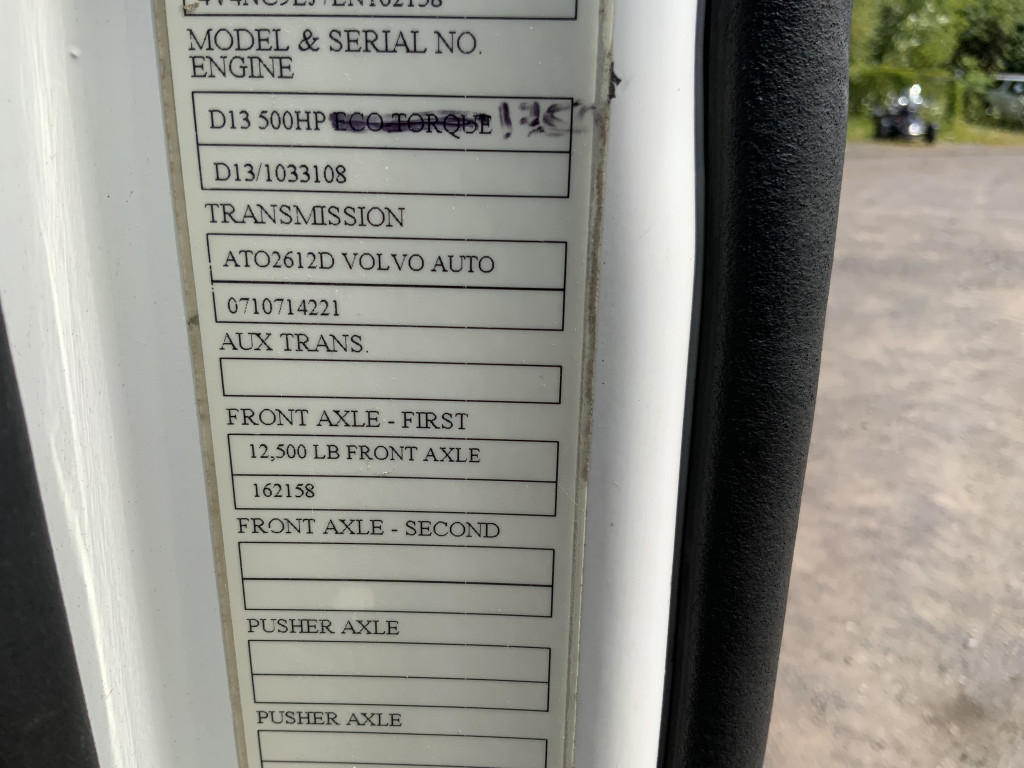 MODEL & SERIAL NO.
ENGINE
D13 500HP ECO-TORQUE
D13/1033108
TRANSMISSION
ATO2612D VOLVO AUTO
0710714221
AUX TRANS.
FRONT AXLE - FIRST
12,500 LB FRONT AXLE
162158
FRONT AXLE - SECOND
PUSHER AXLE
PUSHER AXLE